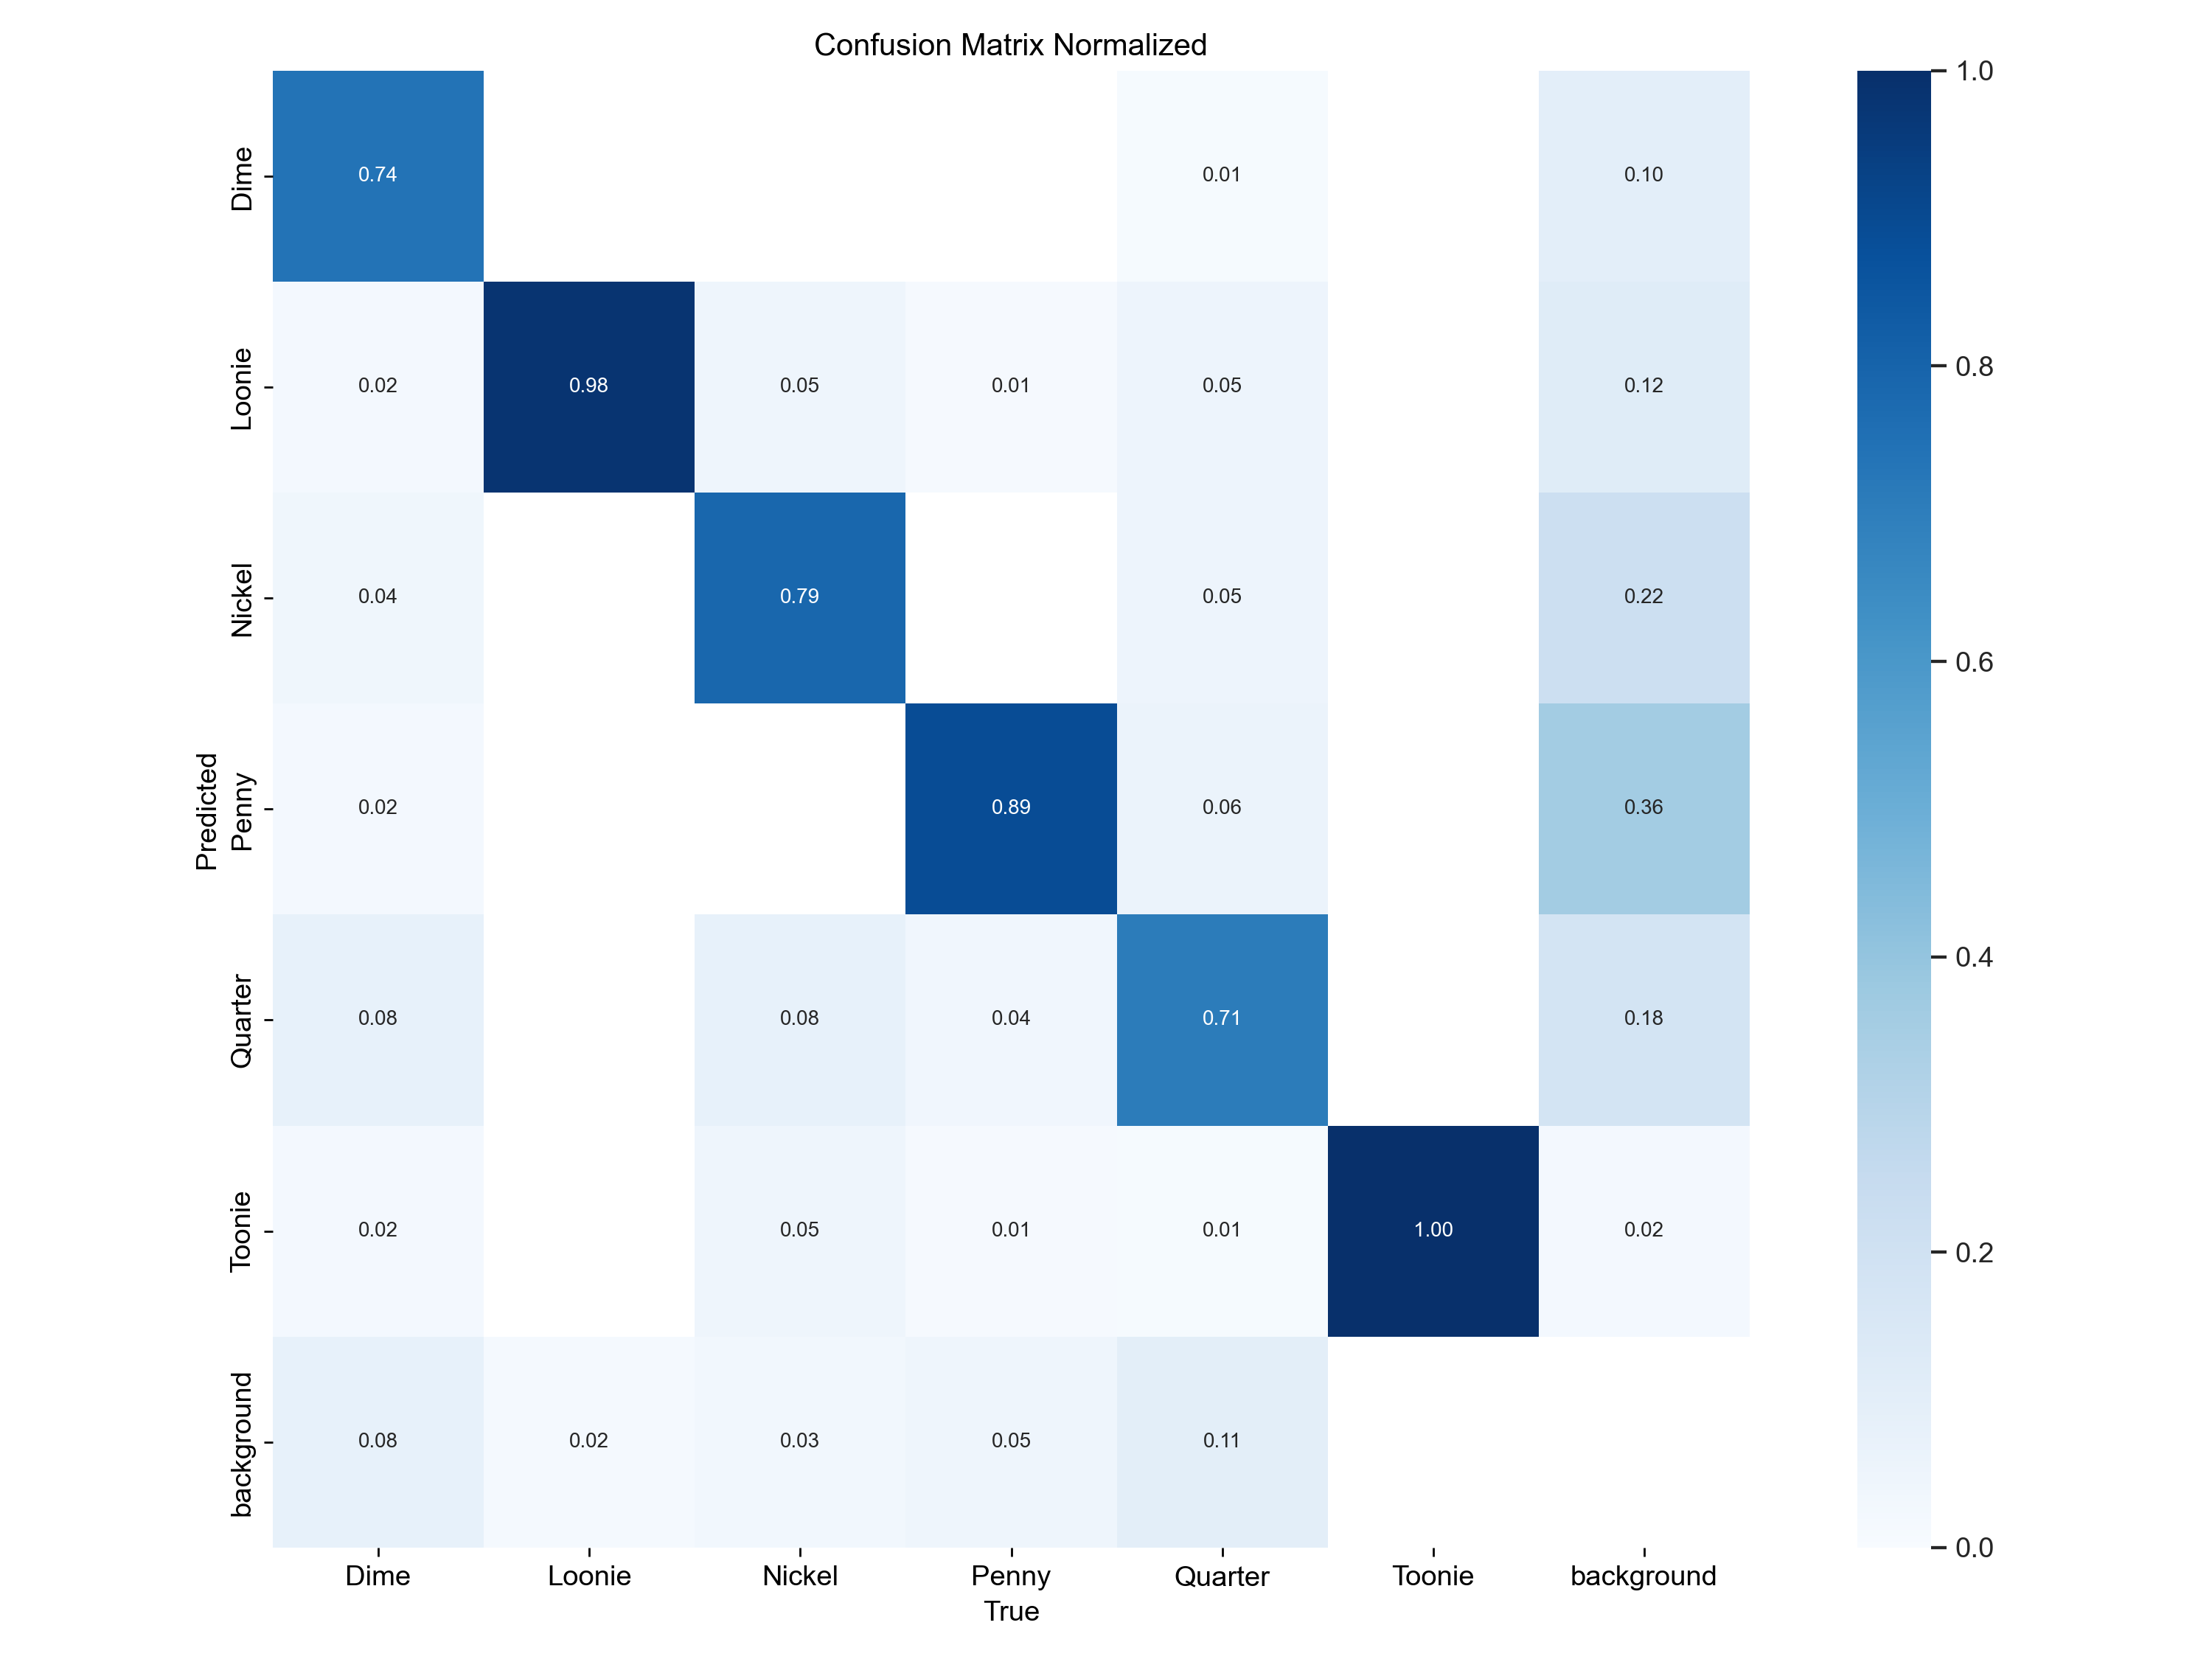 Confusion Matrix Normalized
Predicted
Dime 0.74 0.01 0.10
Loonie 0.02 0.98 0.05 0.01 0.05 0.12
Nickel 0.04 0.79 0.05 0.22
Penny 0.02 0.89 0.06 0.36
Quarter 0.08 0.08 0.04 0.71 0.18
Toonie 0.02 0.05 0.01 0.01 1.00 0.02
background 0.08 0.02 0.03 0.05 0.11
Dime Loonie Nickel Penny Quarter Toonie background
True
1.0
0.8
0.6
0.4
0.2
0.0